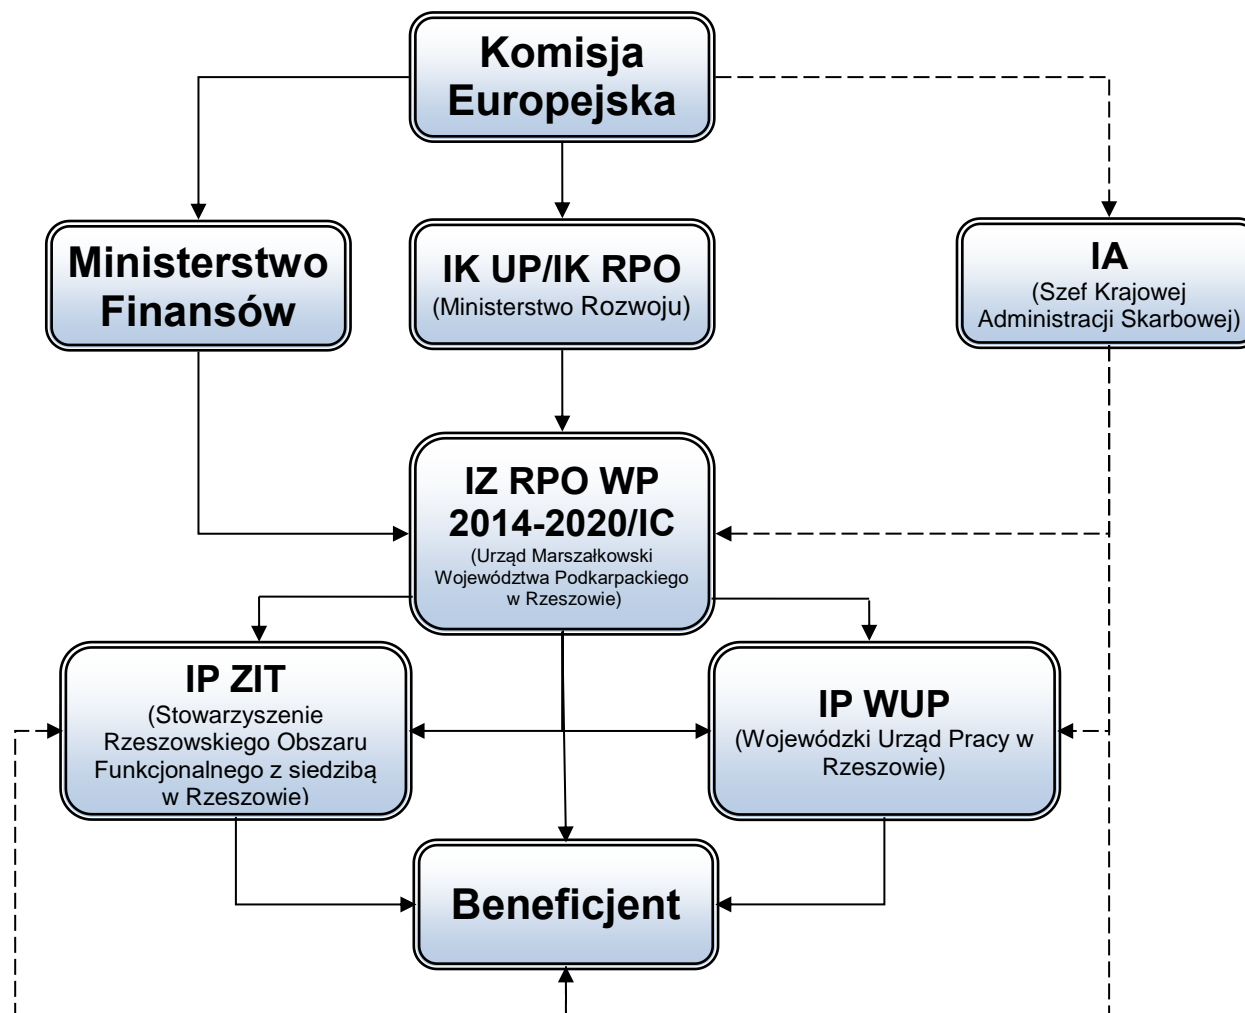 Komisja
Europejska
Ministerstwo
Finansów
IK UP/IK RPO
(Ministerstwo Rozwoju)
IA
(Szef Krajowej
Administracji Skarbowej)
IZ RPO WP
2014-2020/IC
(Urząd Marszałkowski
Województwa Podkarpackiego
w Rzeszowie)
IP ZIT
(Stowarzyszenie
Rzeszowskiego Obszaru
Funkcjonalnego z siedzibą
w Rzeszowie)
IP WUP
(Wojewódzki Urząd Pracy w
Rzeszowie)
Beneficjent